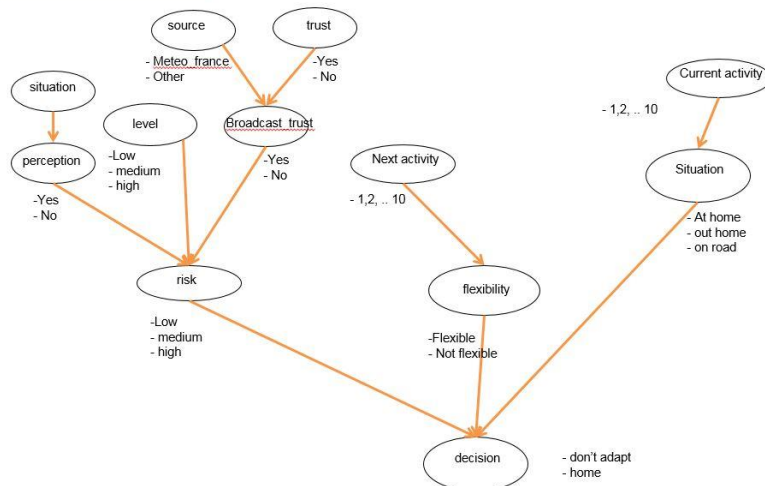 source
trust
- Meteo_france
- Other
-Yes
- No
situation
level
Broadcast_trust
Current activity
- 1,2, .. 10
perception
-Low
- medium
- high
-Yes
- No
Next activity
Situation
-Yes
- No
- 1,2, .. 10
- At home
- out home
- on road
risk
flexibility
-Low
- medium
- high
-Flexible
- Not flexible
decision
- don't adapt
- home